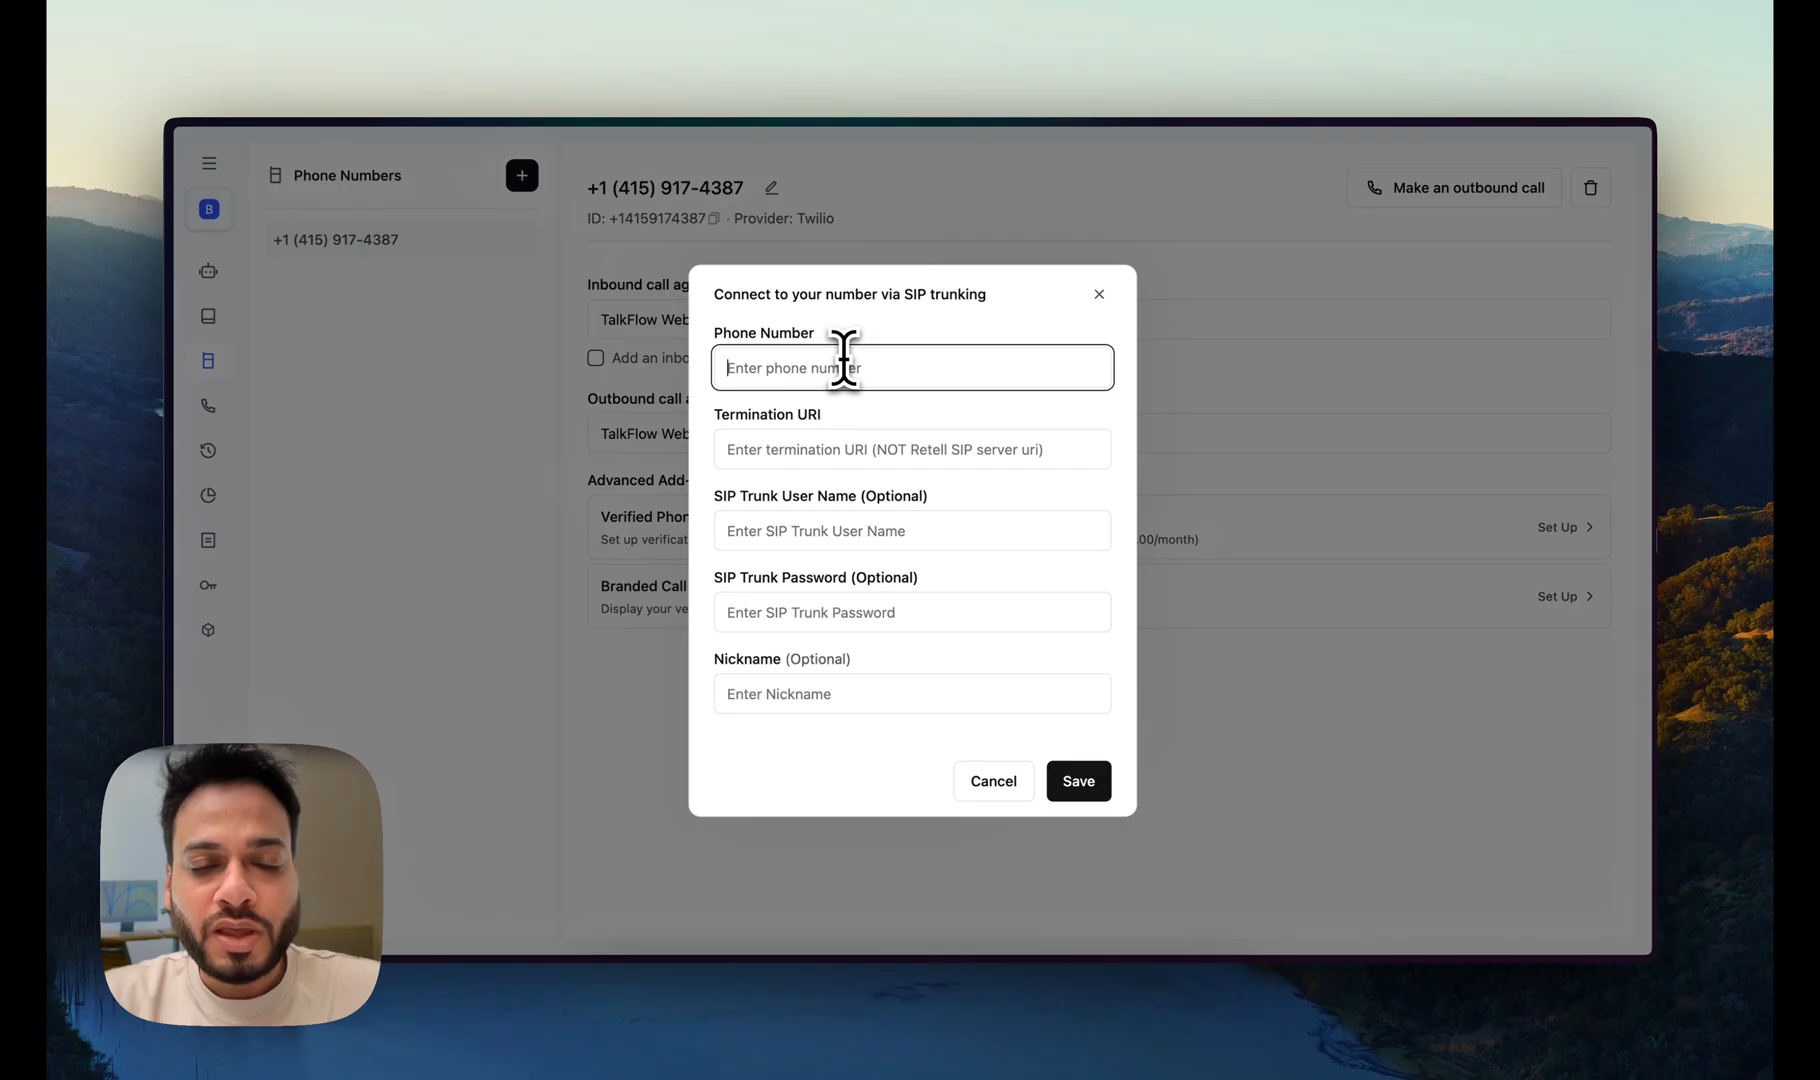 Phone Numbers
+
B
+1 (415) 917-4387
+1 (415) 917-4387
ID: +14159174387 · Provider: Twilio
Make an outbound call
Inbound call ag
TalkFlow Web
Add an inbo
Outbound call a
TalkFlow Web
Advanced Add-
Verified Phon
Set up verificat
.00/month)
Set Up
Branded Call
Display your ve
Set Up
Connect to your number via SIP trunking
Phone Number
Enter phone number
Termination URI
Enter termination URI (NOT Retell SIP server uri)
SIP Trunk User Name (Optional)
Enter SIP Trunk User Name
SIP Trunk Password (Optional)
Enter SIP Trunk Password
Nickname (Optional)
Enter Nickname
Cancel
Save